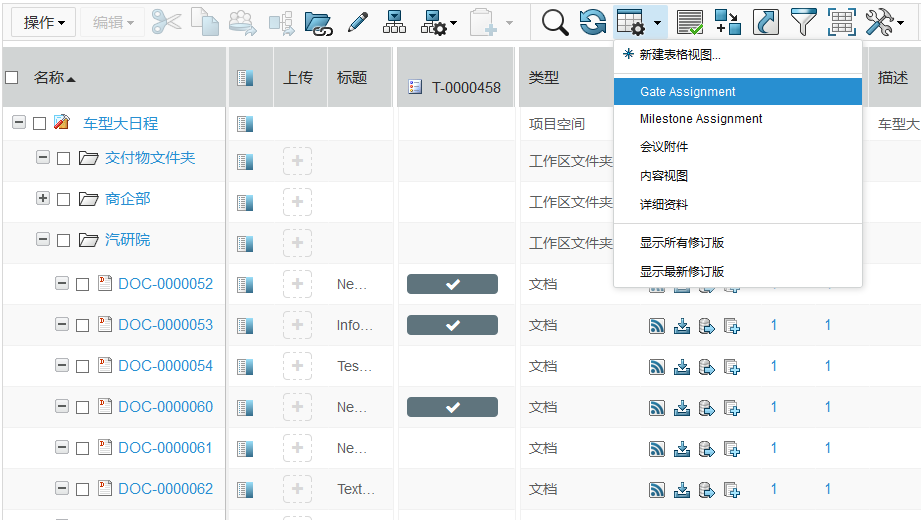 操作 编辑
新建表格视图...
名称 上传 标题 T-0000458 类型 描述
Gate Assignment
车型大日程 项目空间 车型大
Milestone Assignment
会议附件
交付物文件夹 工作区文件夹
内容视图
商企部 工作区文件夹
详细资料
汽研院 工作区文件夹
显示所有修订版
显示最新修订版
DOC-0000052 Ne... 文档
DOC-0000053 Info... 文档 1 1
DOC-0000054 Tes... 文档 1 1
DOC-0000060 Ne... 文档 1 1
DOC-0000061 Ne... 文档 1 1
DOC-0000062 Text... 文档 1 1